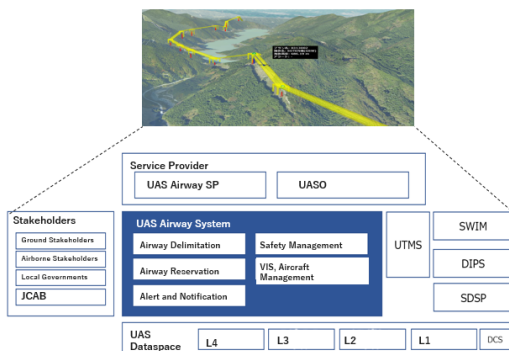 Service Provider
UAS Airway SP
UASO
Stakeholders
Ground Stakeholders
Airborne Stakeholders
Local Governments
JCAB
UAS Airway System
Airway Delimitation
Safety Management
Airway Reservation
VIS, Aircraft
Management
Alert and Notification
UTMS
SWIM
DIPS
SDSP
UAS
Dataspace
L4
L3
L2
L1
DCS